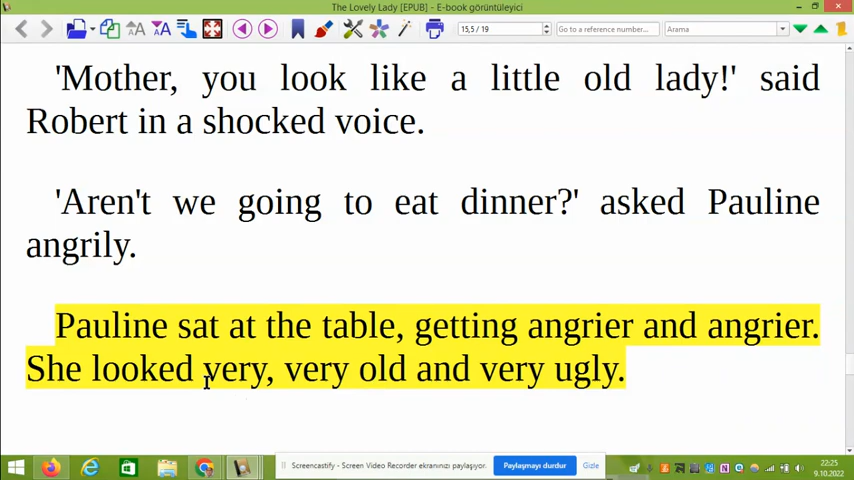 The Lovely Lady [EPUB] - E-book görüntüleyici
15,5 / 19
Go to a reference number...
Arama
'Mother, you look like a little old lady!' said
Robert in a shocked voice.
'Aren't we going to eat dinner?' asked Pauline
angrily.
Pauline sat at the table, getting angrier and angrier.
She looked very, very old and very ugly.
Screencastify - Screen Video Recorder ekranınızı paylaşıyor.
Paylaşmayı durdur
Gizle
22:25
9.10.2022